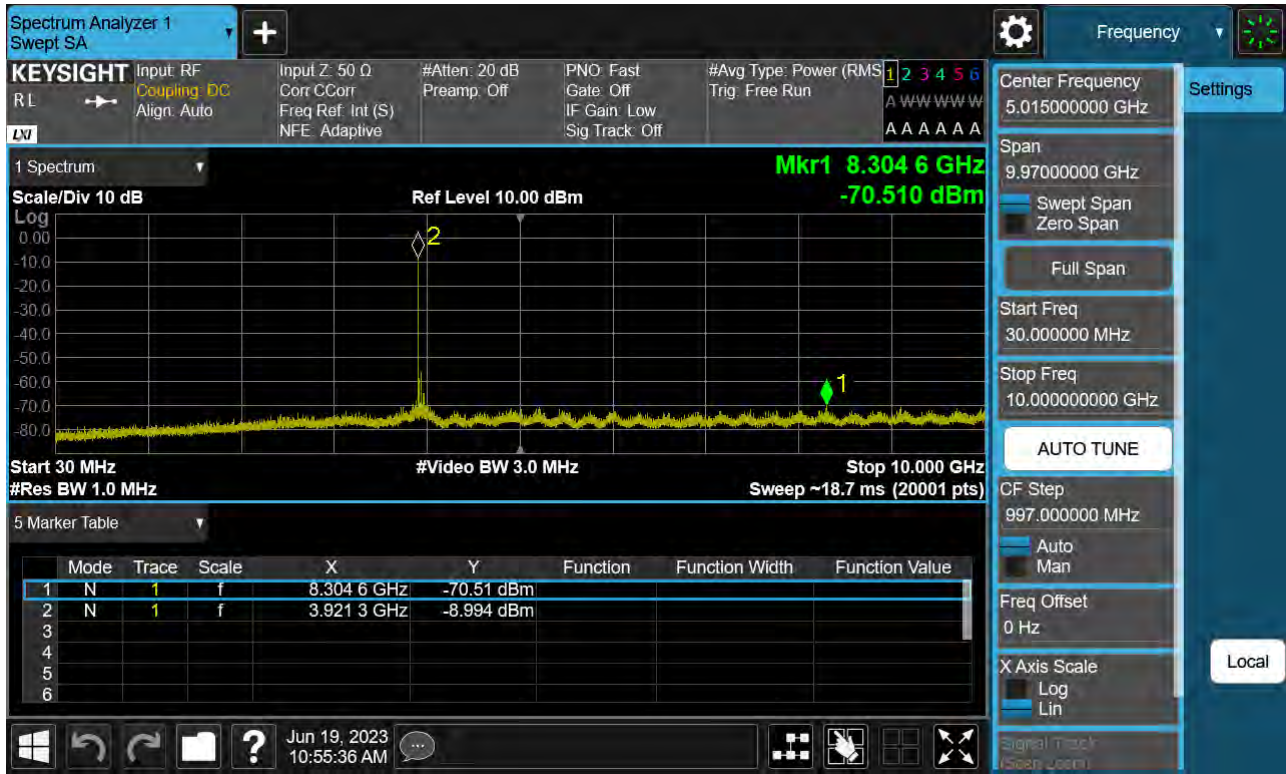 Spectrum Analyzer 1
Swept SA
Frequency
KEYSIGHT
RL
LXI
Input: RF
Coupling: DC
Align: Auto
Input Z: 50 Ω
Corr CCorr
Freq Ref: Int (S)
NFE: Adaptive
#Atten: 20 dB
Preamp: Off
PNO: Fast
Gate: Off
IF Gain: Low
Sig Track: Off
#Avg Type: Power (RMS
Trig: Free Run
1 2 3 4 5 6
A W W W W W
A A A A A A
1 Spectrum
Mkr1 8.304 6 GHz
Scale/Div 10 dB
Ref Level 10.00 dBm
-70.510 dBm
Log
0.00
-10.0
-20.0
-30.0
-40.0
-50.0
-60.0
-70.0
-80.0
2
1
Start 30 MHz
#Video BW 3.0 MHz
Stop 10.000 GHz
#Res BW 1.0 MHz
Sweep ~18.7 ms (20001 pts)
5 Marker Table
Mode Trace Scale X Y Function Function Width Function Value
1 N 1 f 8.304 6 GHz -70.51 dBm
2 N 1 f 3.921 3 GHz -8.994 dBm
3
4
5
6
Jun 19, 2023
10:55:36 AM
Center Frequency
5.015000000 GHz
Settings
Span
9.97000000 GHz
Swept Span
Zero Span
Full Span
Start Freq
30.000000 MHz
Stop Freq
10.000000000 GHz
AUTO TUNE
CF Step
997.000000 MHz
Auto
Man
Freq Offset
0 Hz
X Axis Scale
Log
Lin
Local
Signal Track
(Span Zoom)